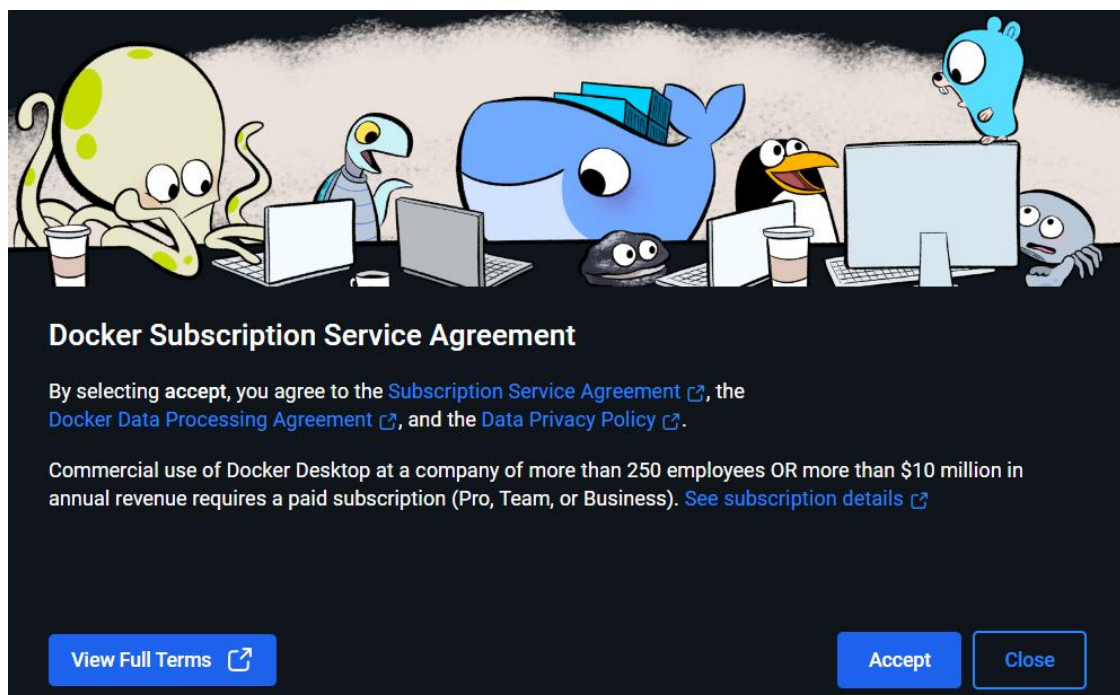 Docker Subscription Service Agreement
By selecting accept, you agree to the Subscription Service Agreement, the
Docker Data Processing Agreement, and the Data Privacy Policy.
Commercial use of Docker Desktop at a company of more than 250 employees OR more than $10 million in
annual revenue requires a paid subscription (Pro, Team, or Business). See subscription details
View Full Terms
Accept
Close